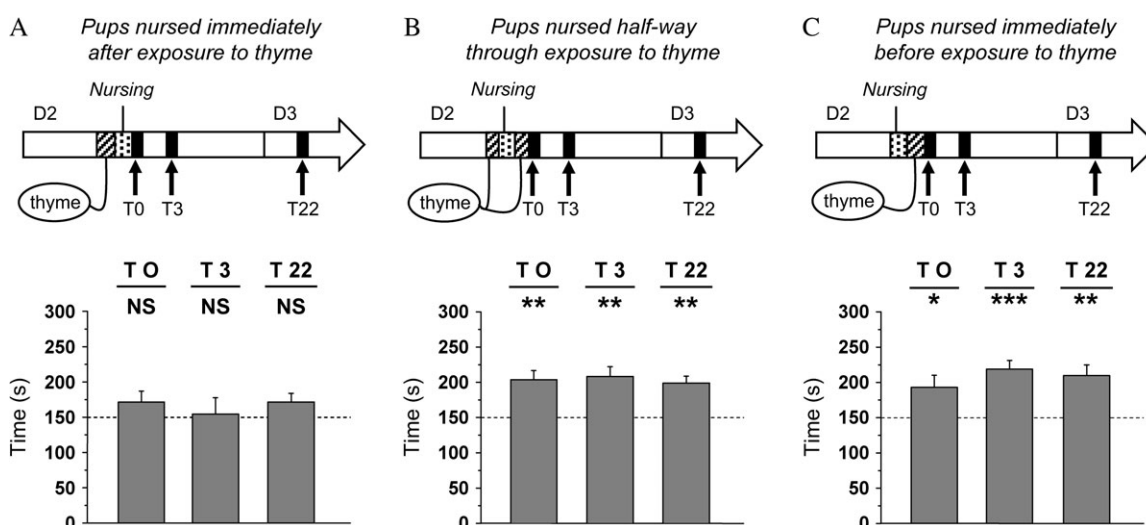 A
Pups nursed immediately
after exposure to thyme
Nursing
D2
D3
thyme
T0
T3
T22
T O
T 3
T 22
NS
NS
NS
300
250
200
150
100
50
0
Time (s)
B
Pups nursed half-way
through exposure to thyme
Nursing
D2
D3
thyme
T0
T3
T22
T O
T 3
T 22
**
**
**
300
250
200
150
100
50
0
Time (s)
C
Pups nursed immediately
before exposure to thyme
Nursing
D2
D3
thyme
T0
T3
T22
T O
T 3
T 22
*
***
**
300
250
200
150
100
50
0
Time (s)